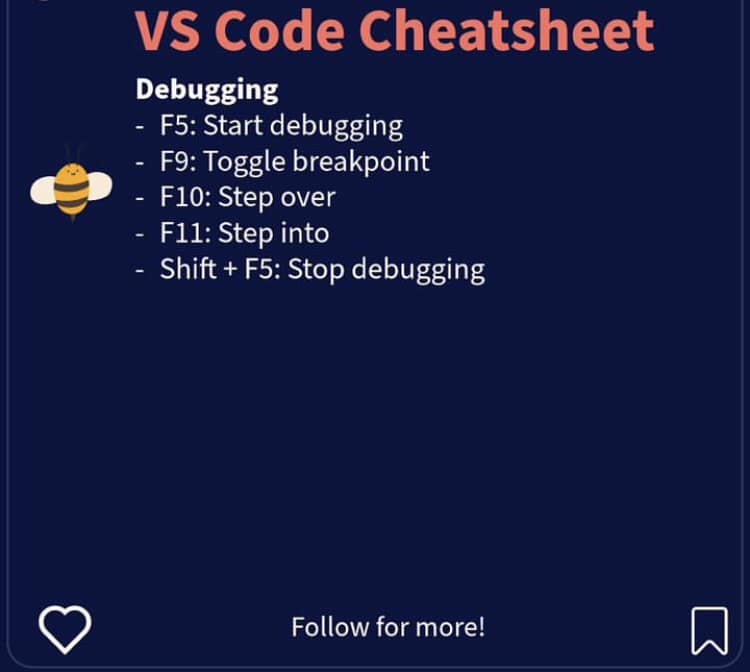 VS Code Cheatsheet
Debugging
- F5: Start debugging
- F9: Toggle breakpoint
- F10: Step over
- F11: Step into
- Shift + F5: Stop debugging
Follow for more!